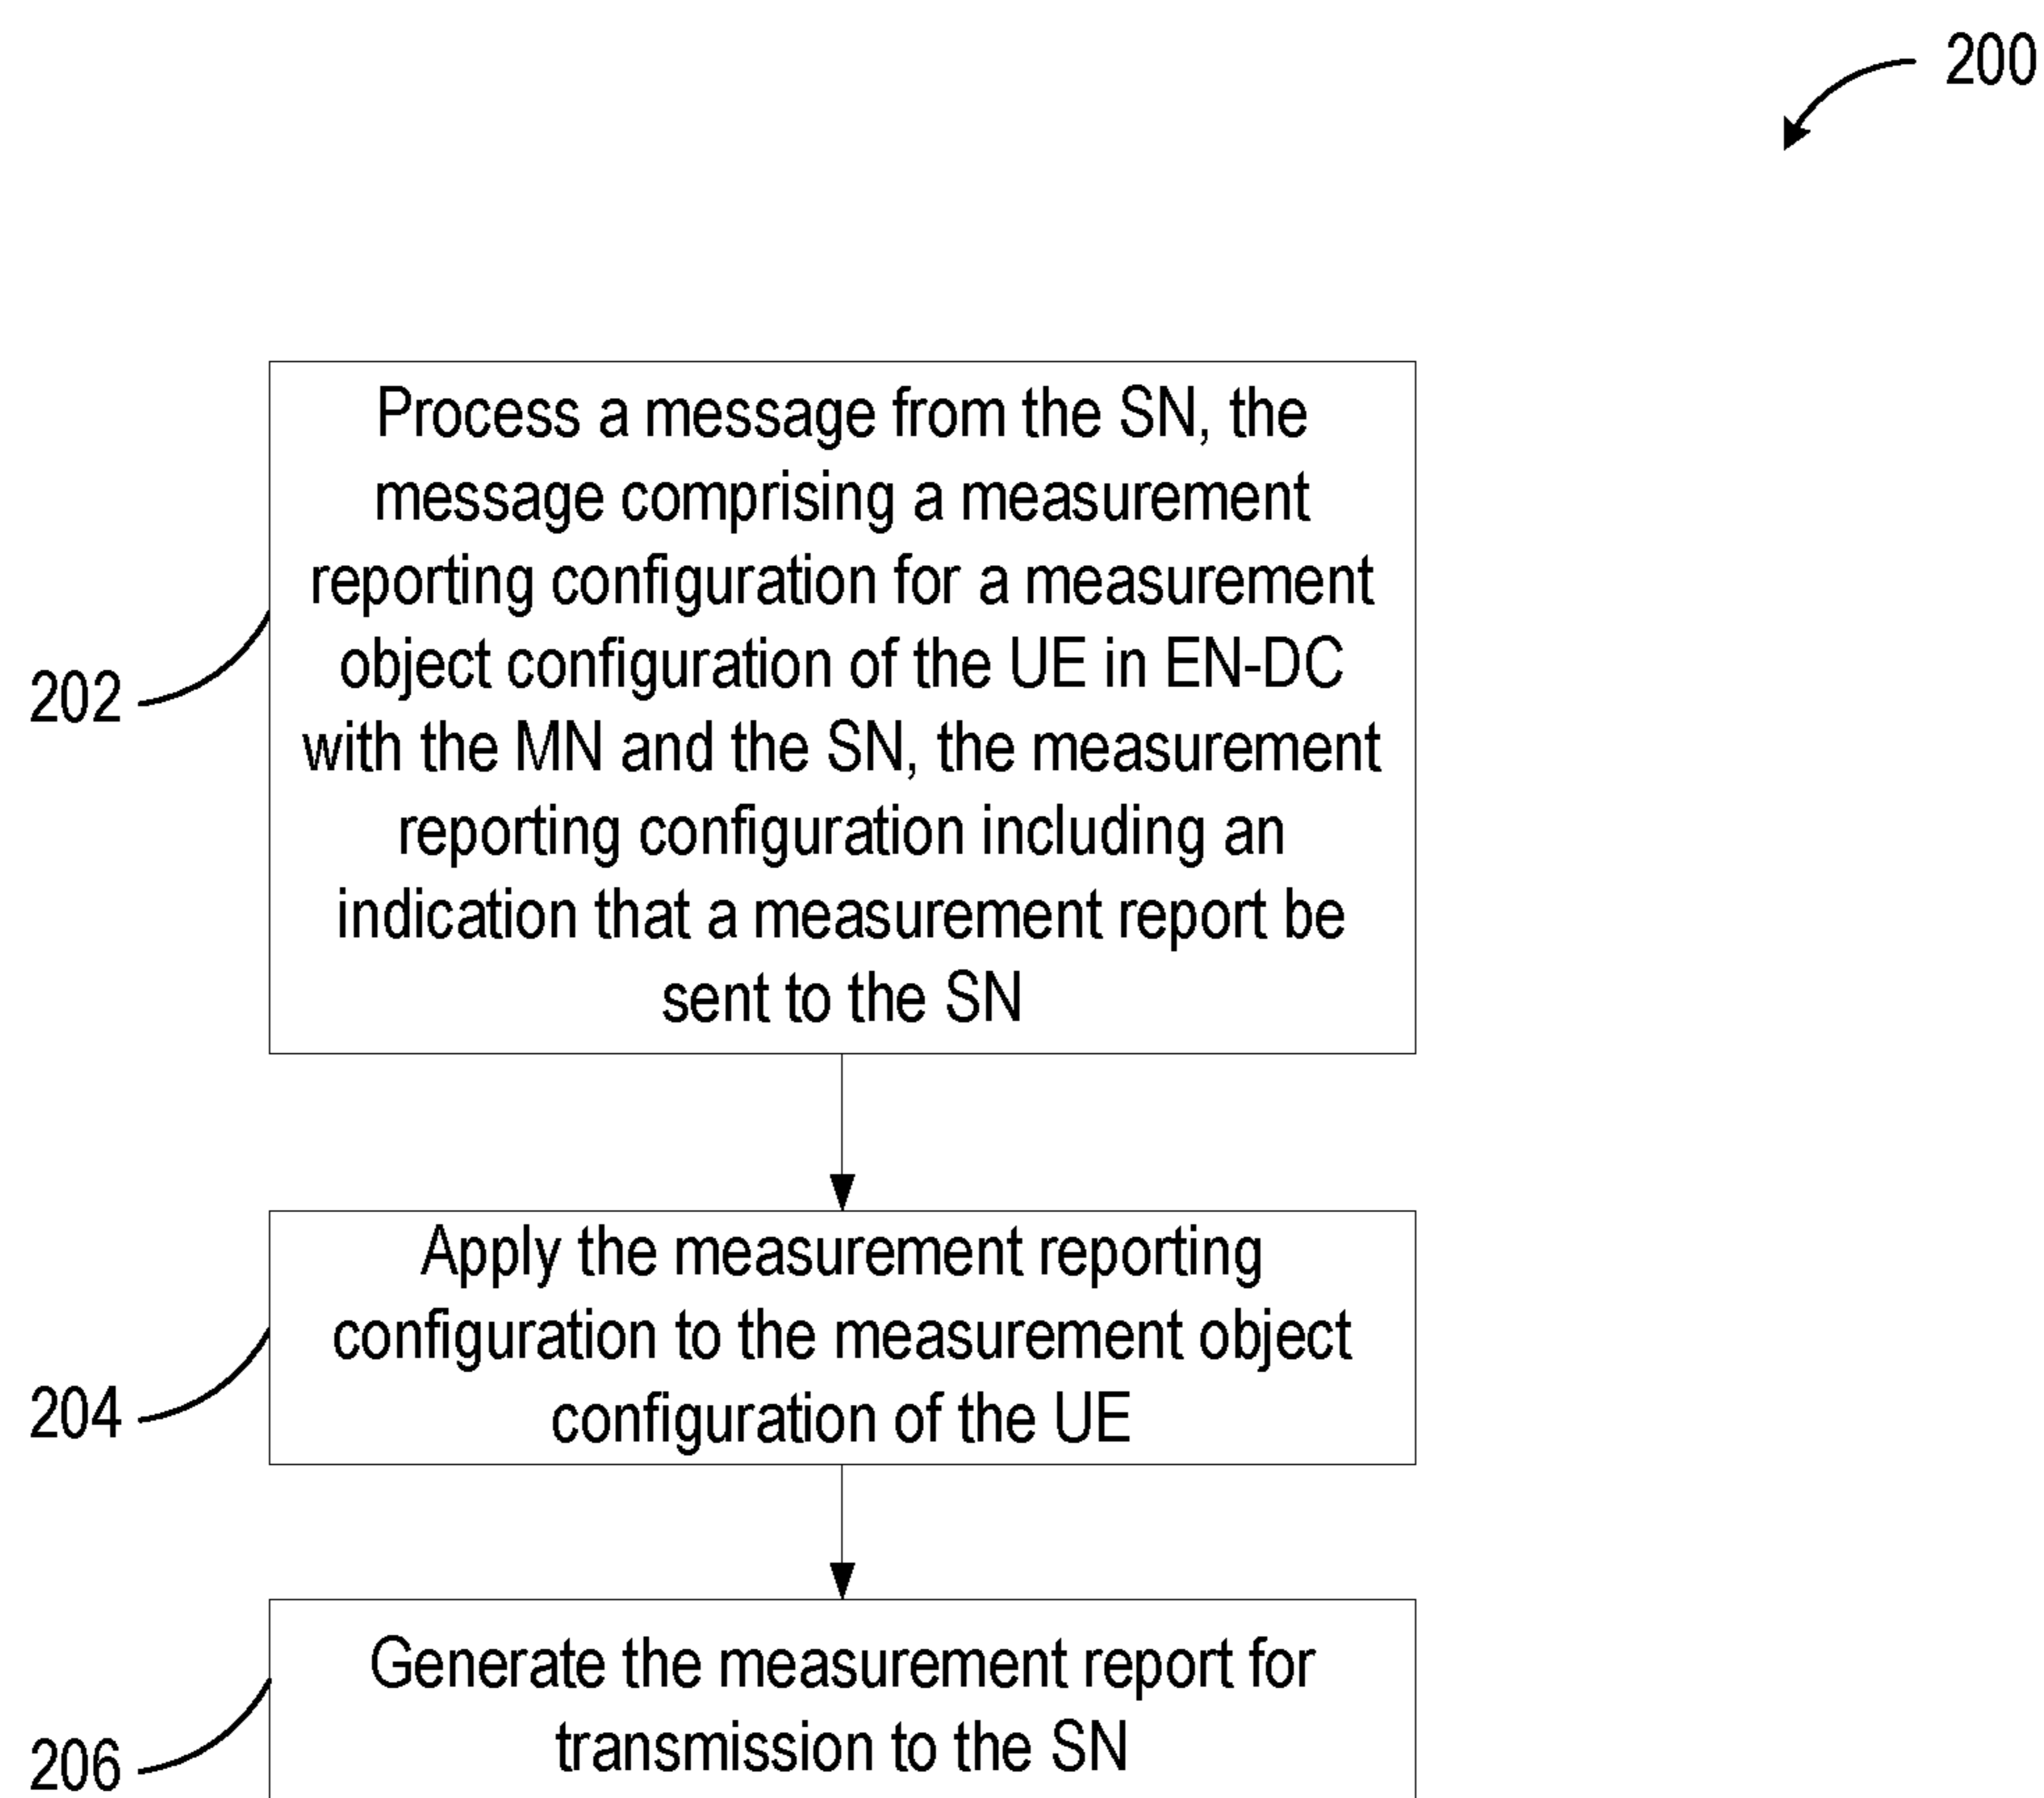 200
Process a message from the SN, the
message comprising a measurement
reporting configuration for a measurement
object configuration of the UE in EN-DC
with the MN and the SN, the measurement
reporting configuration including an
indication that a measurement report be
sent to the SN
202
Apply the measurement reporting
configuration to the measurement object
configuration of the UE
204
Generate the measurement report for
transmission to the SN
206